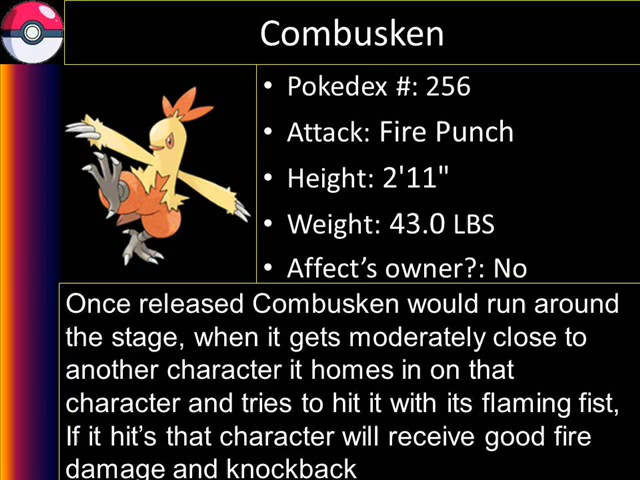 Combusken
• Pokedex #: 256
• Attack: Fire Punch
• Height: 2'11"
• Weight: 43.0 LBS
• Affect's owner?: No
Once released Combusken would run around
the stage, when it gets moderately close to
another character it homes in on that
character and tries to hit it with its flaming fist,
If it hit's that character will receive good fire
damage and knockback